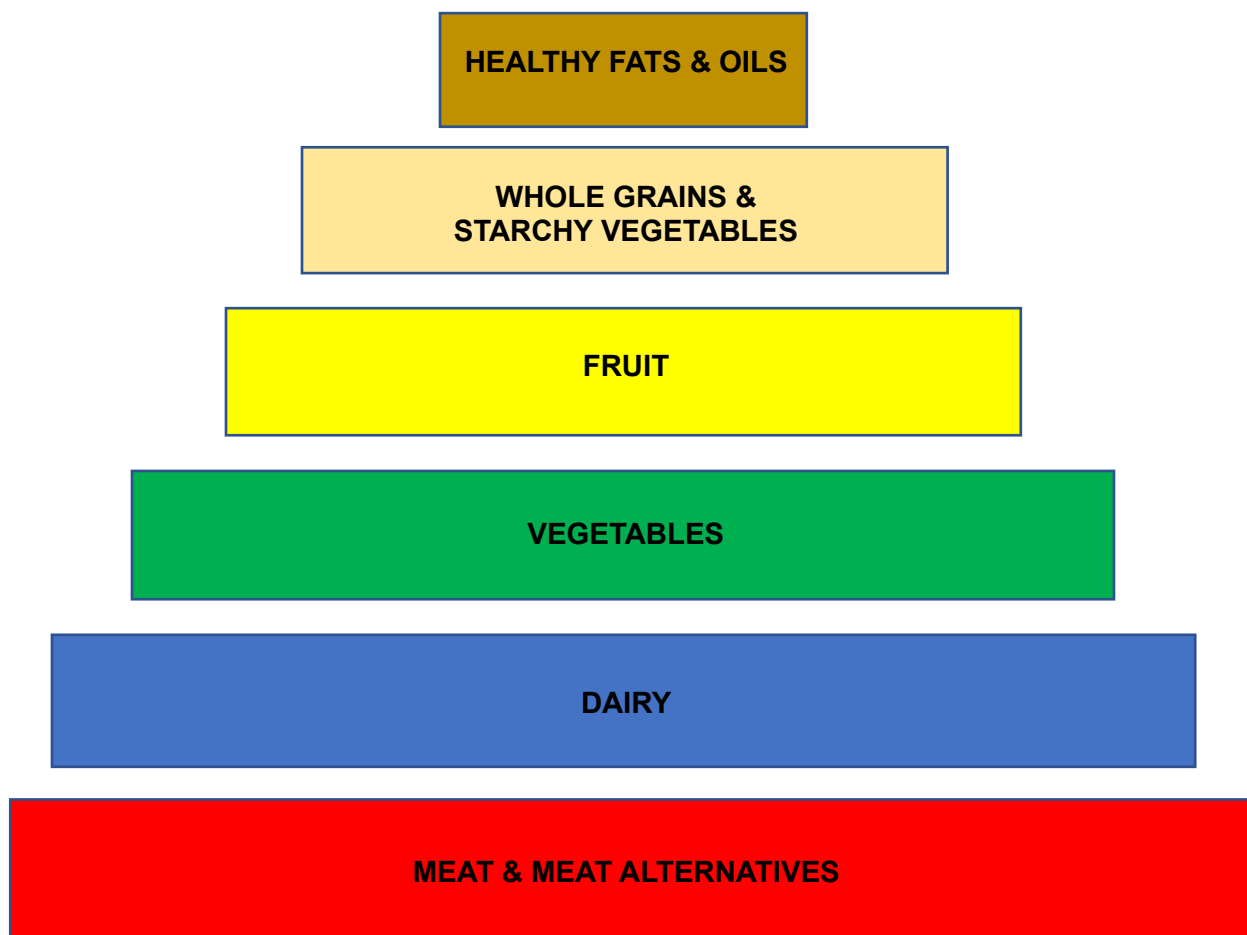 HEALTHY FATS & OILS
WHOLE GRAINS &
STARCHY VEGETABLES
FRUIT
VEGETABLES
DAIRY
MEAT & MEAT ALTERNATIVES